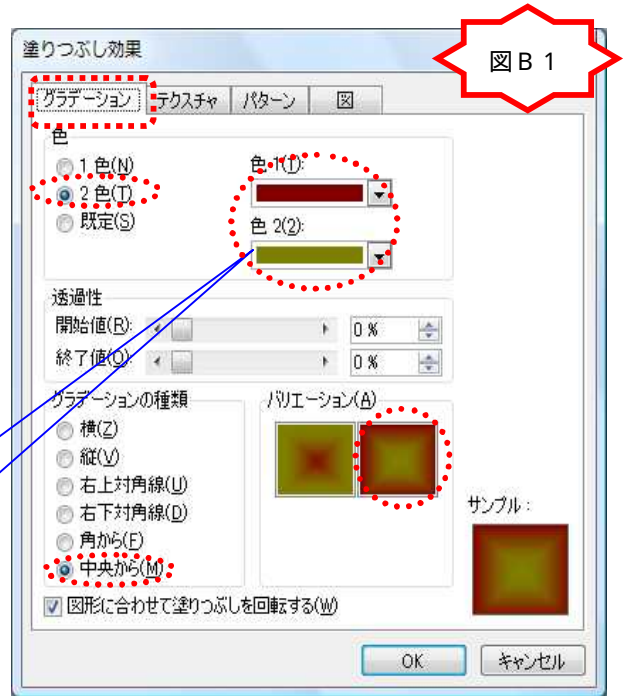 塗りつぶし効果
図B1
グラデーション テクスチャ パターン 図
色
1 色(N)
2 色(T)
既定(S)
色 1(1):
色 2(2):
透過性
開始値(R): 0 %
終了値(O): 0 %
グラデーションの種類
横(Z)
縦(V)
右上対角線(U)
右下対角線(D)
角から(F)
中央から(M)
バリエーション(A)
サンプル:
図形に合わせて塗りつぶしを回転する(W)
OK キャンセル